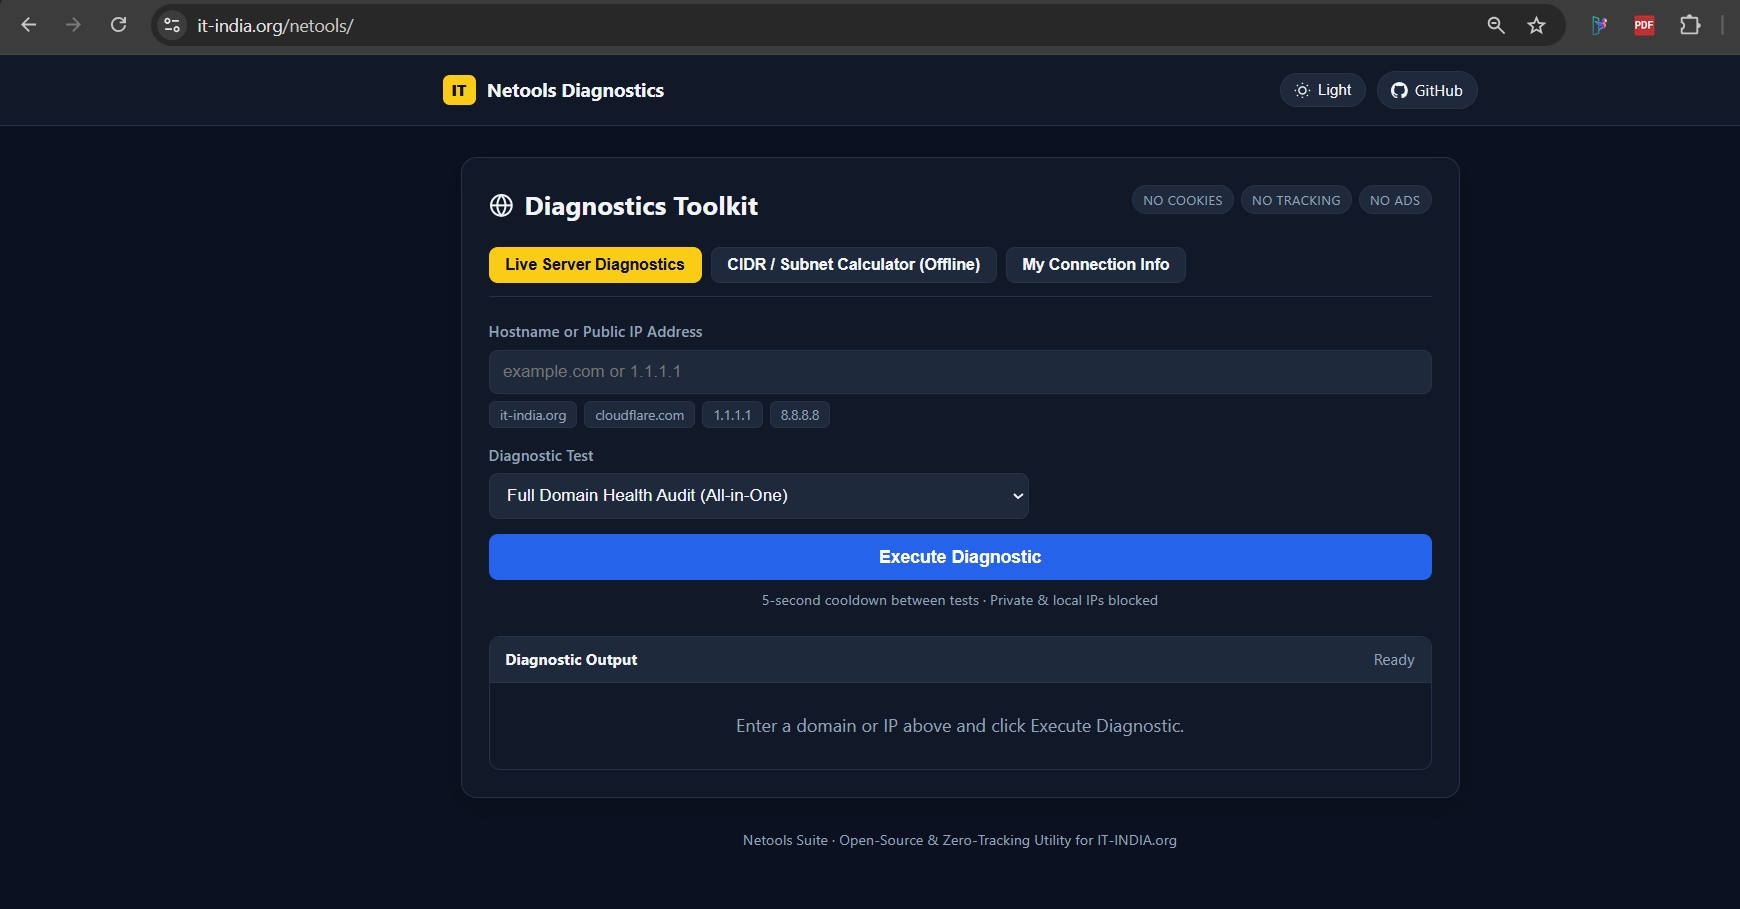 it-india.org/netools/
PDF
IT Netools Diagnostics
Light
GitHub
Diagnostics Toolkit
NO COOKIES
NO TRACKING
NO ADS
Live Server Diagnostics
CIDR / Subnet Calculator (Offline)
My Connection Info
Hostname or Public IP Address
example.com or 1.1.1.1
it-india.org
cloudflare.com
1.1.1.1
8.8.8.8
Diagnostic Test
Full Domain Health Audit (All-in-One)
Execute Diagnostic
5-second cooldown between tests · Private & local IPs blocked
Diagnostic Output
Ready
Enter a domain or IP above and click Execute Diagnostic.
Netools Suite · Open-Source & Zero-Tracking Utility for IT-INDIA.org